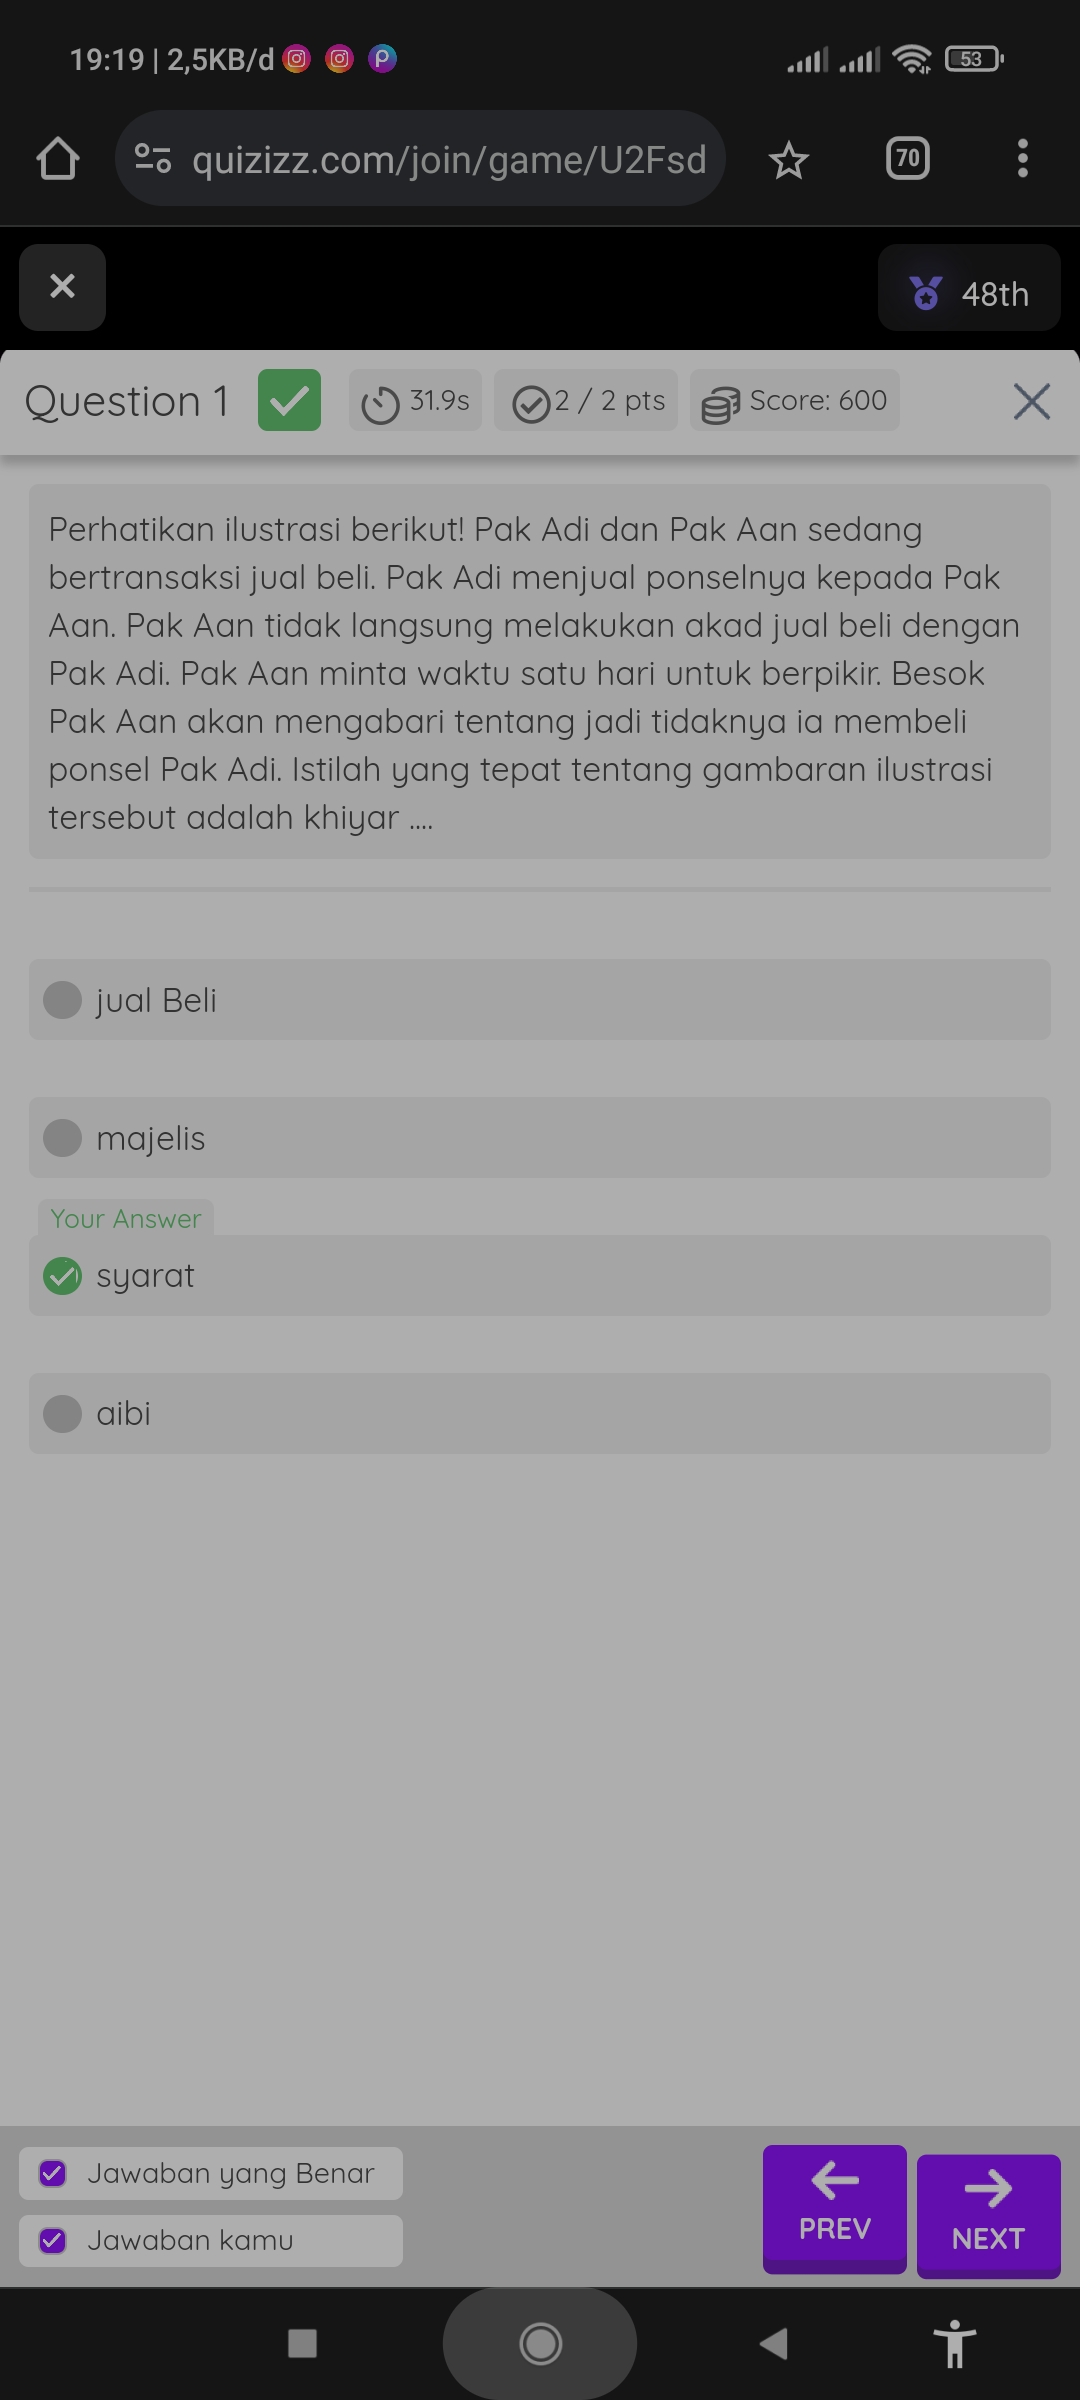 19:19 | 2,5KB/d
53
quizizz.com/join/game/U2Fsd
70
48th
Question 1
31.9s
2 / 2 pts
Score: 600
Perhatikan ilustrasi berikut! Pak Adi dan Pak Aan sedang
bertransaksi jual beli. Pak Adi menjual ponselnya kepada Pak
Aan. Pak Aan tidak langsung melakukan akad jual beli dengan
Pak Adi. Pak Aan minta waktu satu hari untuk berpikir. Besok
Pak Aan akan mengabari tentang jadi tidaknya ia membeli
ponsel Pak Adi. Istilah yang tepat tentang gambaran ilustrasi
tersebut adalah khiyar ....
jual Beli
majelis
Your Answer
syarat
aibi
Jawaban yang Benar
Jawaban kamu
PREV
NEXT